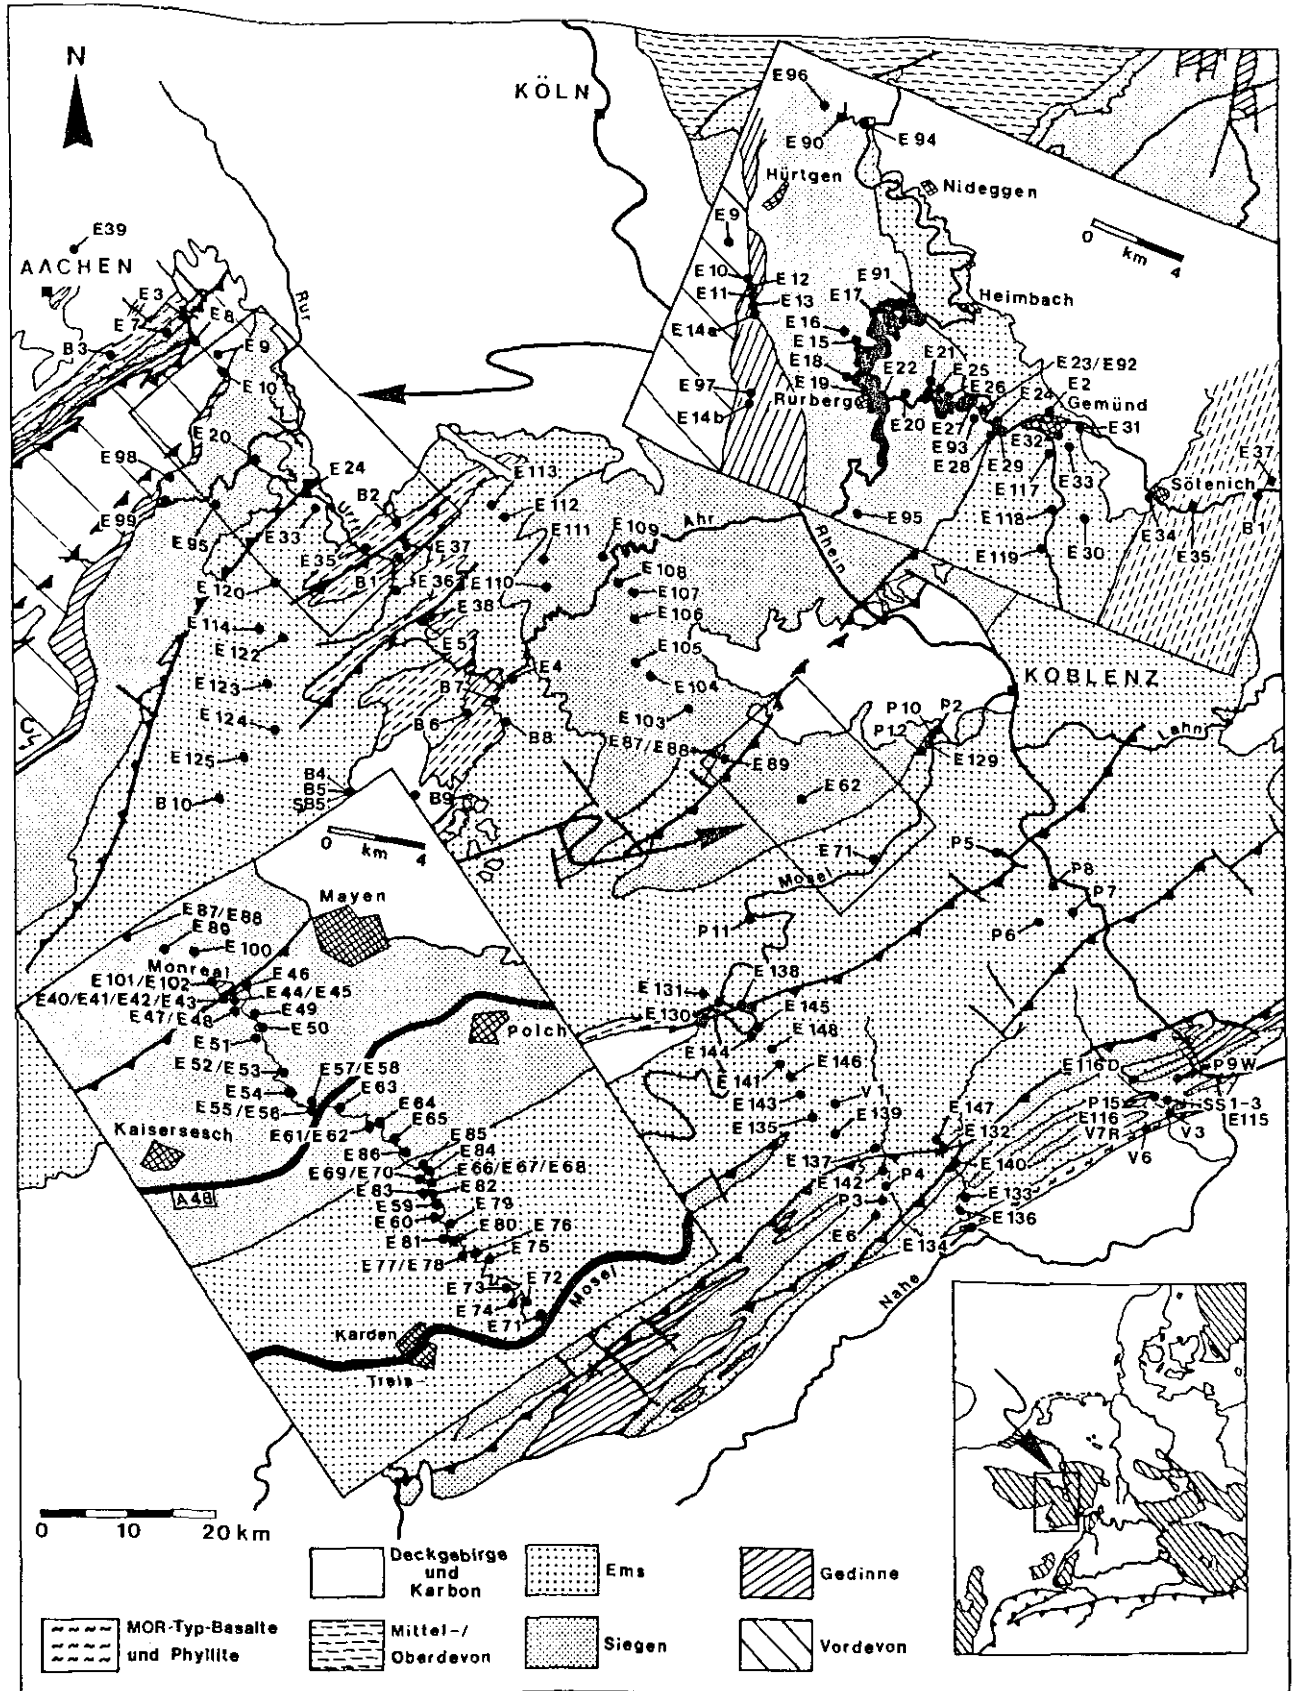 N
KÖLN
E96
E90
E94
Hürtgen
Nideggen
E9
0 km 4
E39
AACHEN
E10
E12
E91
E11
E13
E17
Heimbach
E3
E7
E8
Rur
E14a
E16
E15
B3
E9
E18
E22
E21
E25
E23/E92
E10
E97
E19
E26
E24
E2
Rurberg
Gemünd
E14b
E20
E27
E32
E31
E20
E93
E28
E29
E37
E98
E24
E113
E117
E33
Sötenich
B2
Urft
E112
E99
E111
E109
Ahr
E118
B1
E95
E33
E37
Rhein
E95
E30
E34
E35
E35
E119
B1
E36
E110
E108
E120
E107
E38
E106
E114
E122
E5
E105
E4
KOBLENZ
E123
B7
E104
B6
P10
P2
E124
E103
P12
Lahn
B8
E87/E88
E125
E89
E129
B4
B5
SB5
B10
B9
E62
0 km 4
E71
P5
Mosel
P8
Mayen
P7
P11
P6
E87/E88
E89
E100
Monreal
E138
E101/E102
E46
E131
E40/E41/E42/E43
E44/E45
E130
E145
E47/E48
E49
Polch
E148
E50
E144
E51
E146
E116D
P9W
E141
E52/E53
E57/E58
V1
E63
E143
P15
SS1-3
E54
E139
E147
E64
E135
E116
E115
E55/E56
E65
E132
V7R
V3
Kaisersesch
E61/E62
E85
V6
E86
E84
E137
E140
E69/E70
E66/E67/E68
E142
P4
A48
E83
E82
E133
E59
E79
P3
E60
E80
E76
E136
E81
E75
E6
E134
E77/E78
E72
Mosel
E73
E74
E71
Nahe
Karden
Treis
0 10 20 km
Deckgebirge
und
Karbon
Ems
Gedinne
MOR-Typ-Basalte
und Phyllite
Mittel-/
Oberdevon
Siegen
Vordevon